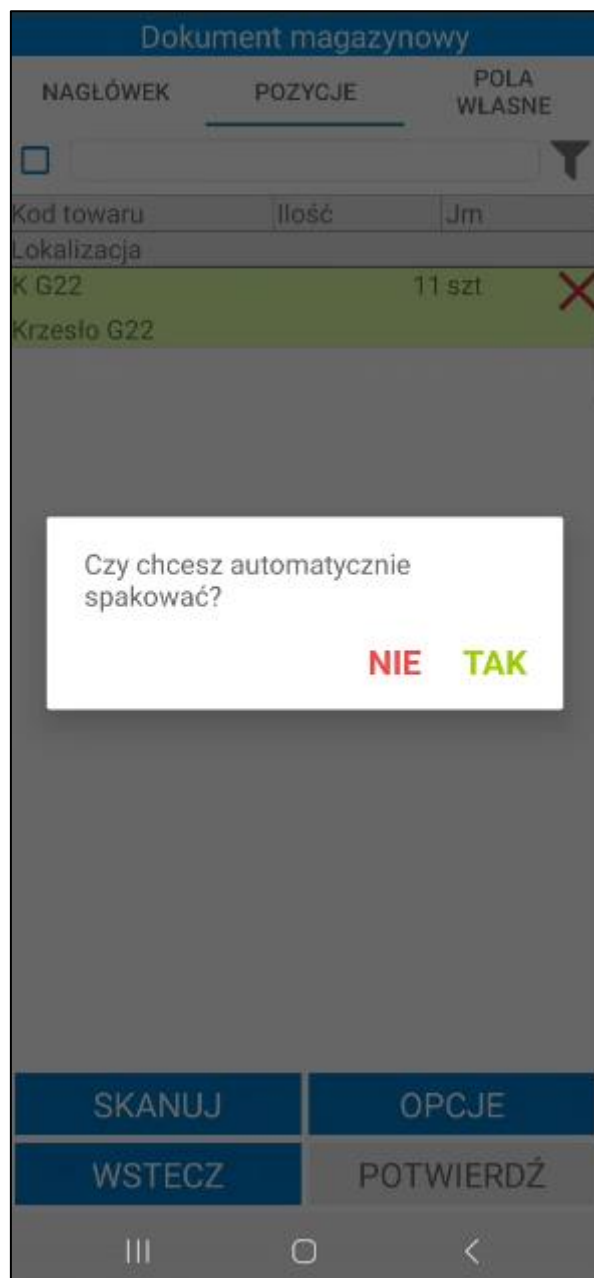 Dokument magazynowy
NAGŁÓWEK POZYCJE POLA WŁASNE
Kod towaru Ilość Jm
Lokalizacja
K G22 11 szt
Krzesło G22
Czy chcesz automatycznie
spakować?
NIE TAK
SKANUJ OPCJE
WSTECZ POTWIERDŹ